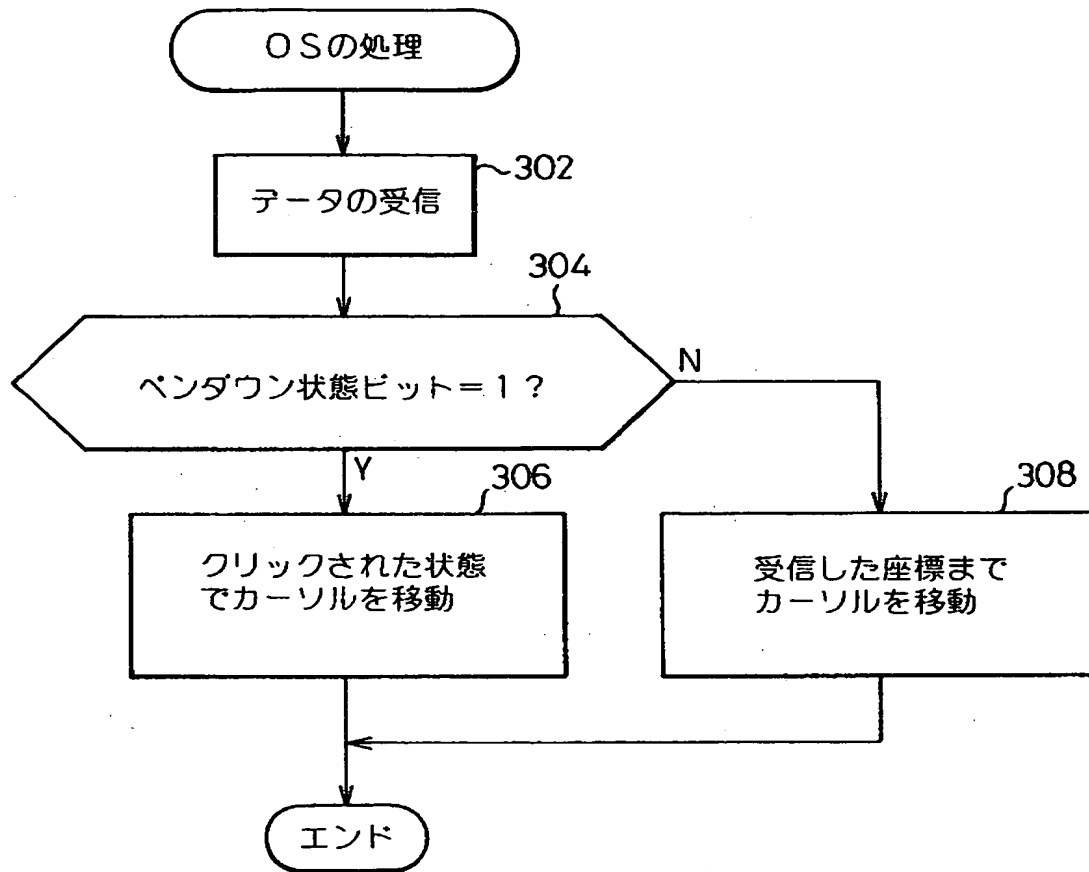 OSの処理
302
データの受信
304
ペンダウン状態ビット=1?
N
Y
306
クリックされた状態
でカーソルを移動
308
受信した座標まで
カーソルを移動
エンド